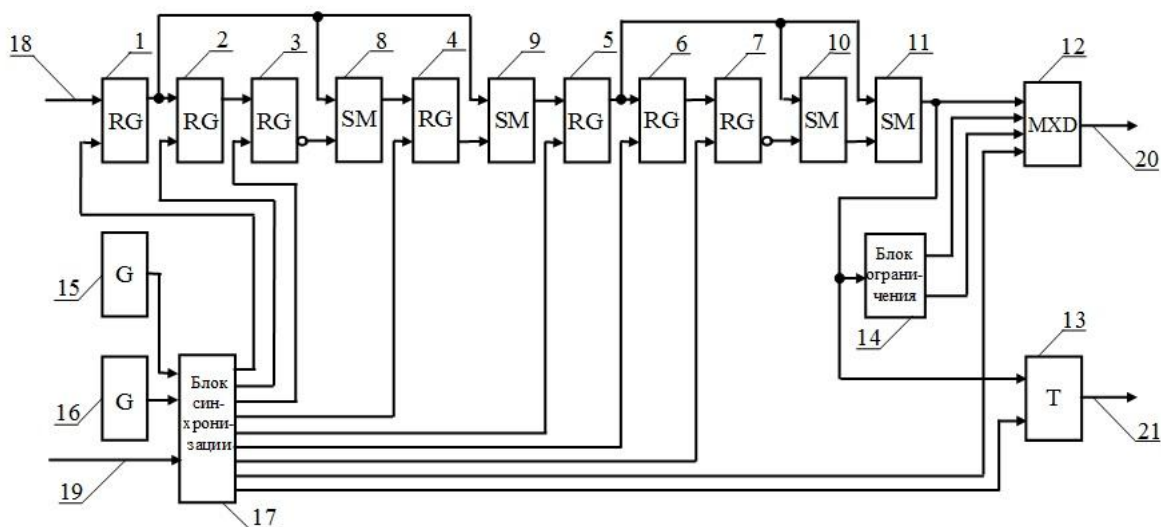 1
2
3
8
4
9
5
6
7
10
11
12
18
RG
RG
RG
SM
RG
SM
RG
RG
RG
SM
SM
MXD
20
15
G
Блок
ограни-
чения
14
13
16
G
Блок
син-
хрони-
зации
T
21
19
17